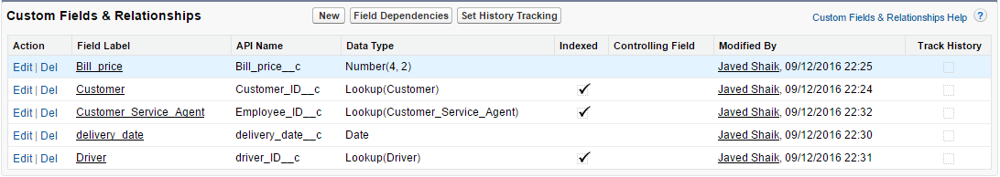 Custom Fields & Relationships New Field Dependencies Set History Tracking Custom Fields & Relationships Help ?
Action Field Label API Name Data Type Indexed Controlling Field Modified By Track History
Edit | Del Bill_price Bill_price__c Number(4, 2) Javed Shaik, 09/12/2016 22:25
Edit | Del Customer Customer_ID__c Lookup(Customer) Javed Shaik, 09/12/2016 22:24
Edit | Del Customer_Service_Agent Employee_ID__c Lookup(Customer_Service_Agent) Javed Shaik, 09/12/2016 22:32
Edit | Del delivery_date delivery_date__c Date Javed Shaik, 09/12/2016 22:30
Edit | Del Driver driver_ID__c Lookup(Driver) Javed Shaik, 09/12/2016 22:31